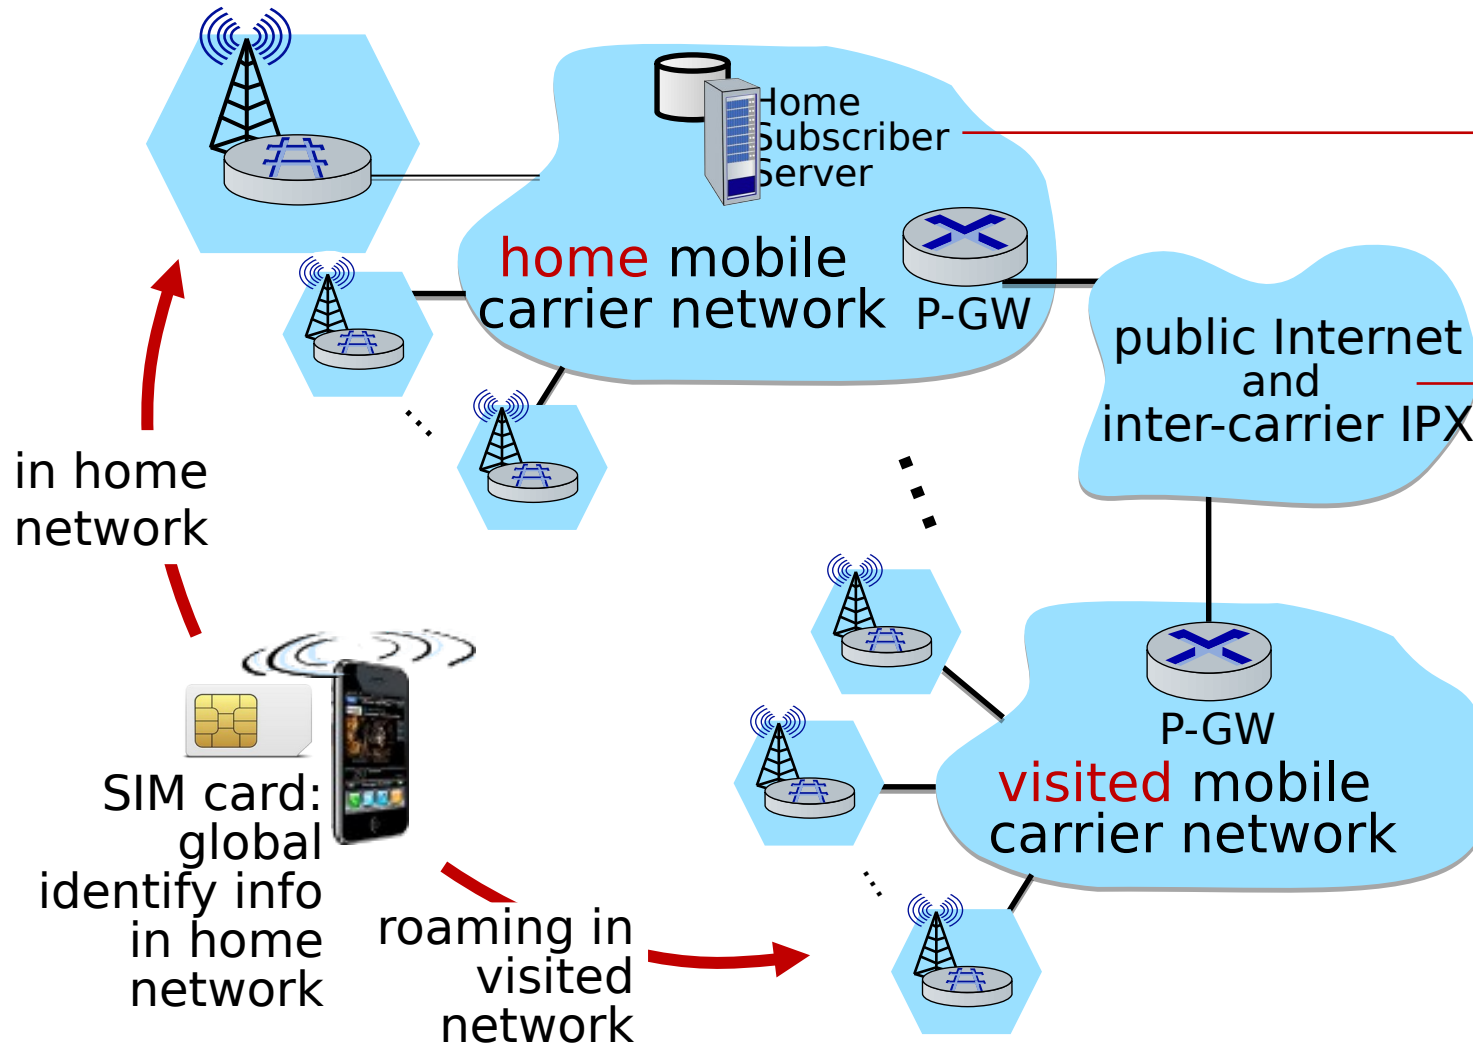 Home
Subscriber
Server
home mobile
carrier network
P-GW
public Internet
and
inter-carrier IPX
in home
network
SIM card:
global
identify info
in home
network
roaming in
visited
network
P-GW
visited mobile
carrier network